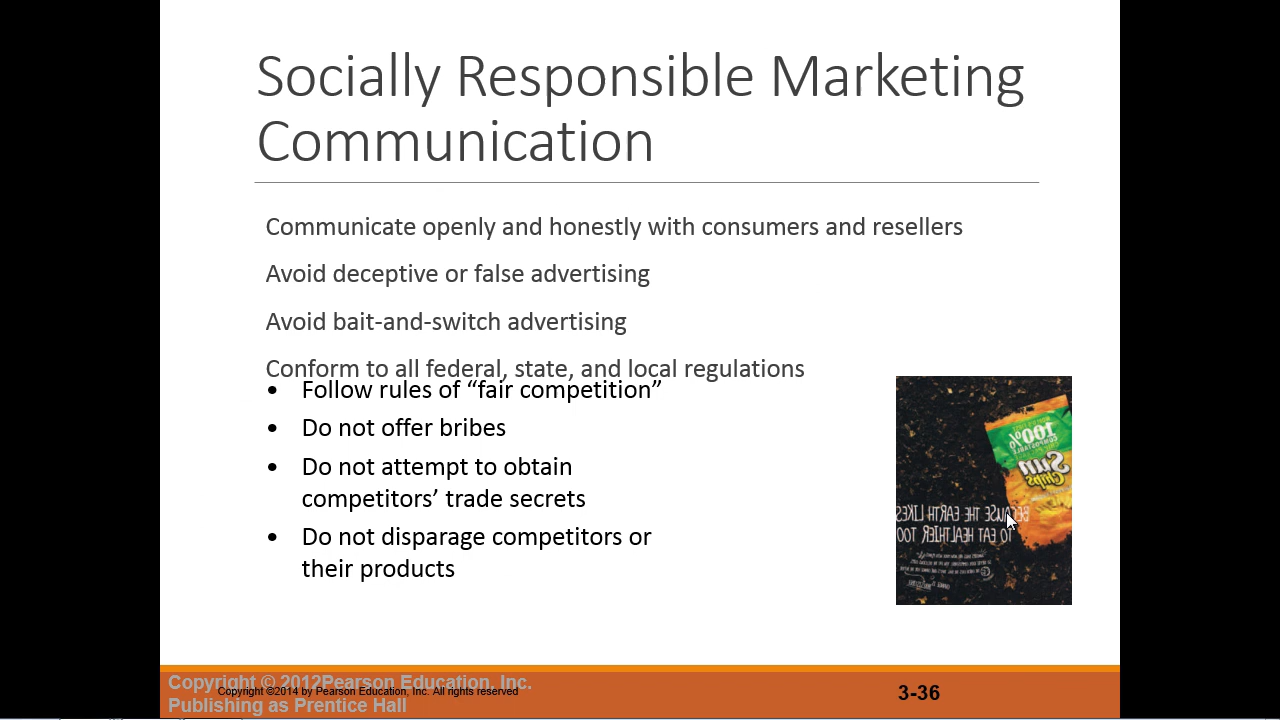 Socially Responsible Marketing
Communication
Communicate openly and honestly with consumers and resellers
Avoid deceptive or false advertising
Avoid bait-and-switch advertising
Conform to all federal, state, and local regulations
• Follow rules of “fair competition”
• Do not offer bribes
• Do not attempt to obtain
competitors’ trade secrets
• Do not disparage competitors or
their products
100%
COMPOSTABLE
Sun
Chips
BECAUSE THE EARTH LIKES
TO EAT HEALTHIER TOO
Copyright © 2012Pearson Education, Inc.
Copyright ©2014 by Pearson Education, Inc. All rights reserved
Publishing as Prentice Hall
3-36